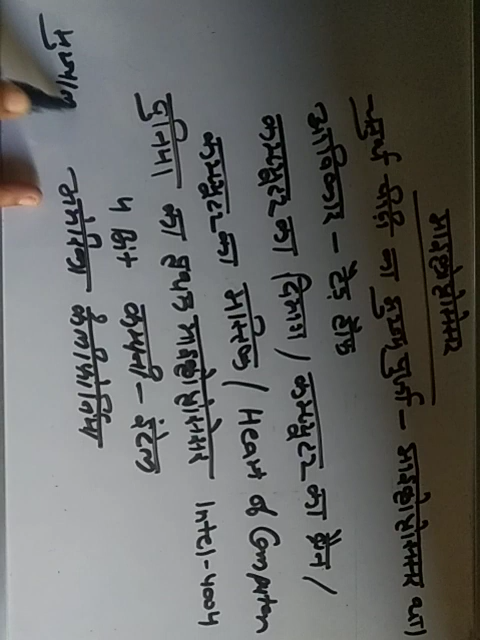 माइक्रोप्रोसेसर
चतुर्थ पीढ़ी का मुख्य पुर्जा - माइक्रोप्रोसेसर था)
आविष्कार - टेड हॉफ
कम्प्यूटर का दिमाग / कम्प्यूटर का ब्रेन /
कम्प्यूटर का मस्तिष्क / Heart of Computer
दुनिया का प्रथम माइक्रोप्रोसेसर Intel-4004
4 बिट कम्पनी - इंटेल
अमेरिका कैलीफोर्निया